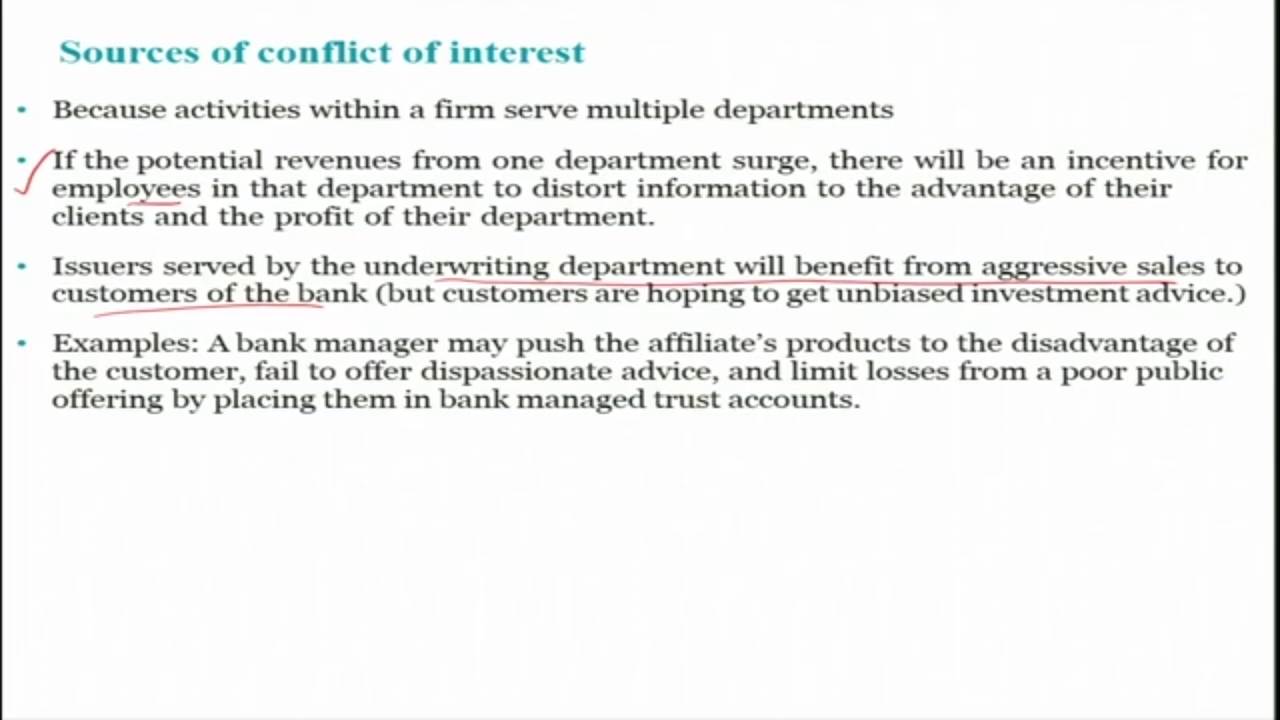 Sources of conflict of interest
• Because activities within a firm serve multiple departments
• If the potential revenues from one department surge, there will be an incentive for
employees in that department to distort information to the advantage of their
clients and the profit of their department.
• Issuers served by the underwriting department will benefit from aggressive sales to
customers of the bank (but customers are hoping to get unbiased investment advice.)
• Examples: A bank manager may push the affiliate's products to the disadvantage of
the customer, fail to offer dispassionate advice, and limit losses from a poor public
offering by placing them in bank managed trust accounts.